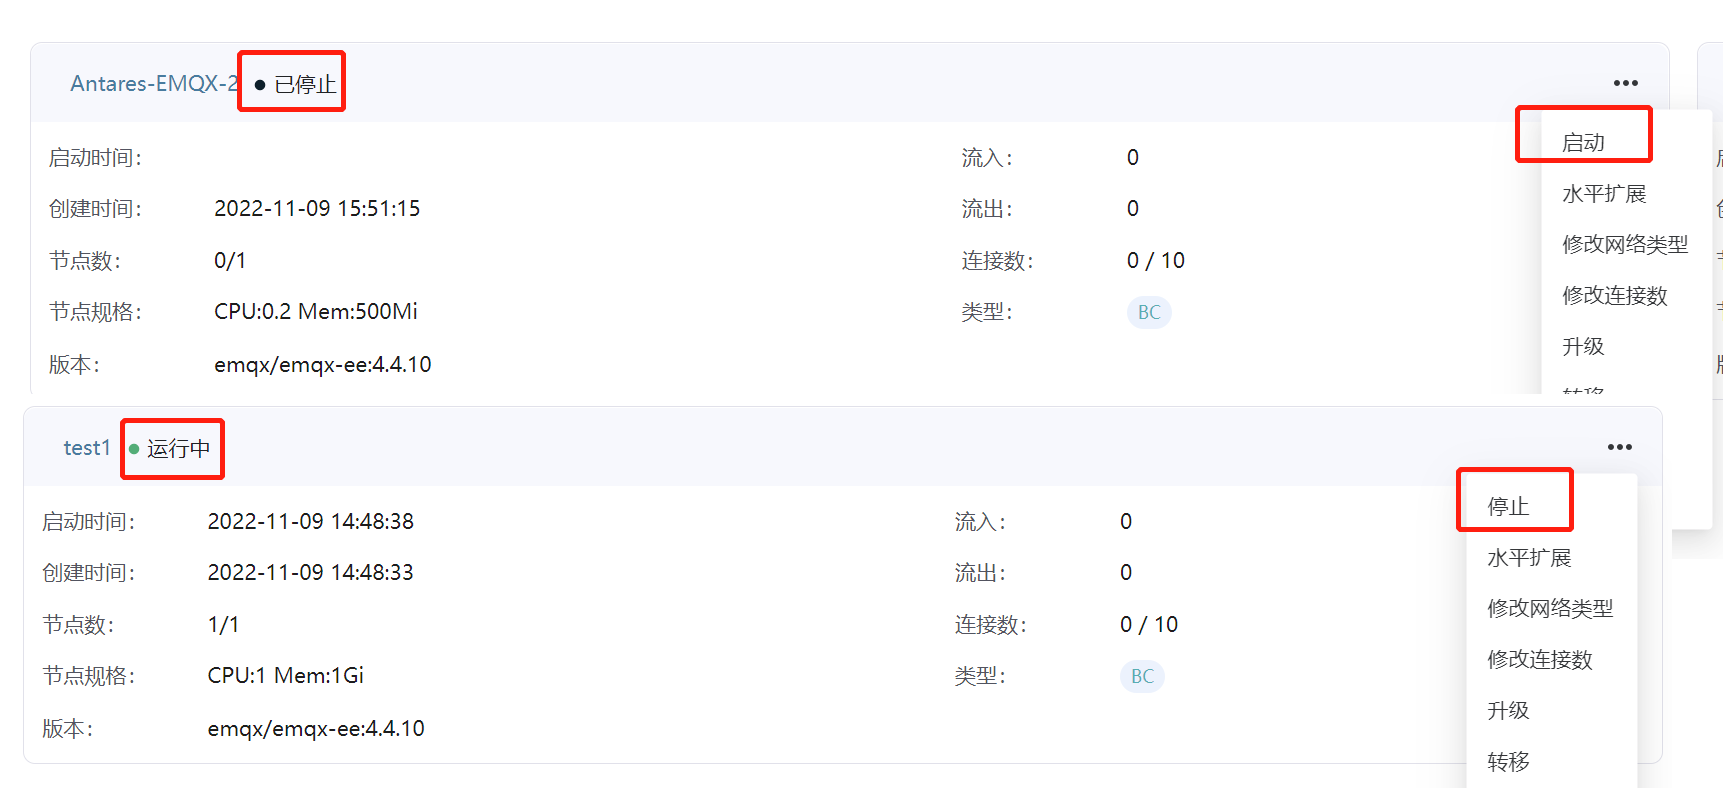 Antares-EMQX-2 已停止
启动时间: 流入: 0
创建时间: 2022-11-09 15:51:15 流出: 0
节点数: 0/1 连接数: 0 / 10
节点规格: CPU:0.2 Mem:500Mi 类型: BC
版本: emqx/emqx-ee:4.4.10
启动
水平扩展
修改网络类型
修改连接数
升级
转移
test1 运行中
启动时间: 2022-11-09 14:48:38 流入: 0
创建时间: 2022-11-09 14:48:33 流出: 0
节点数: 1/1 连接数: 0 / 10
节点规格: CPU:1 Mem:1Gi 类型: BC
版本: emqx/emqx-ee:4.4.10
停止
水平扩展
修改网络类型
修改连接数
升级
转移